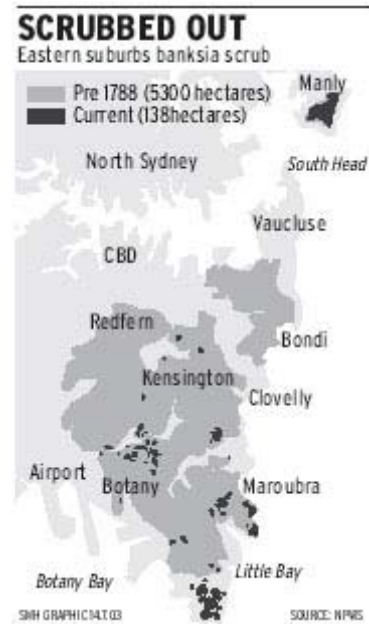 SCRUBBED OUT
Eastern suburbs banksia scrub
Pre 1788 (5300 hectares)
Current (138hectares)
Manly
North Sydney
South Head
Vaucluse
CBD
Redfern
Bondi
Kensington
Clovelly
Airport
Botany
Maroubra
Botany Bay
Little Bay
SMH GRAPHIC 14.7.03
SOURCE: NPWS